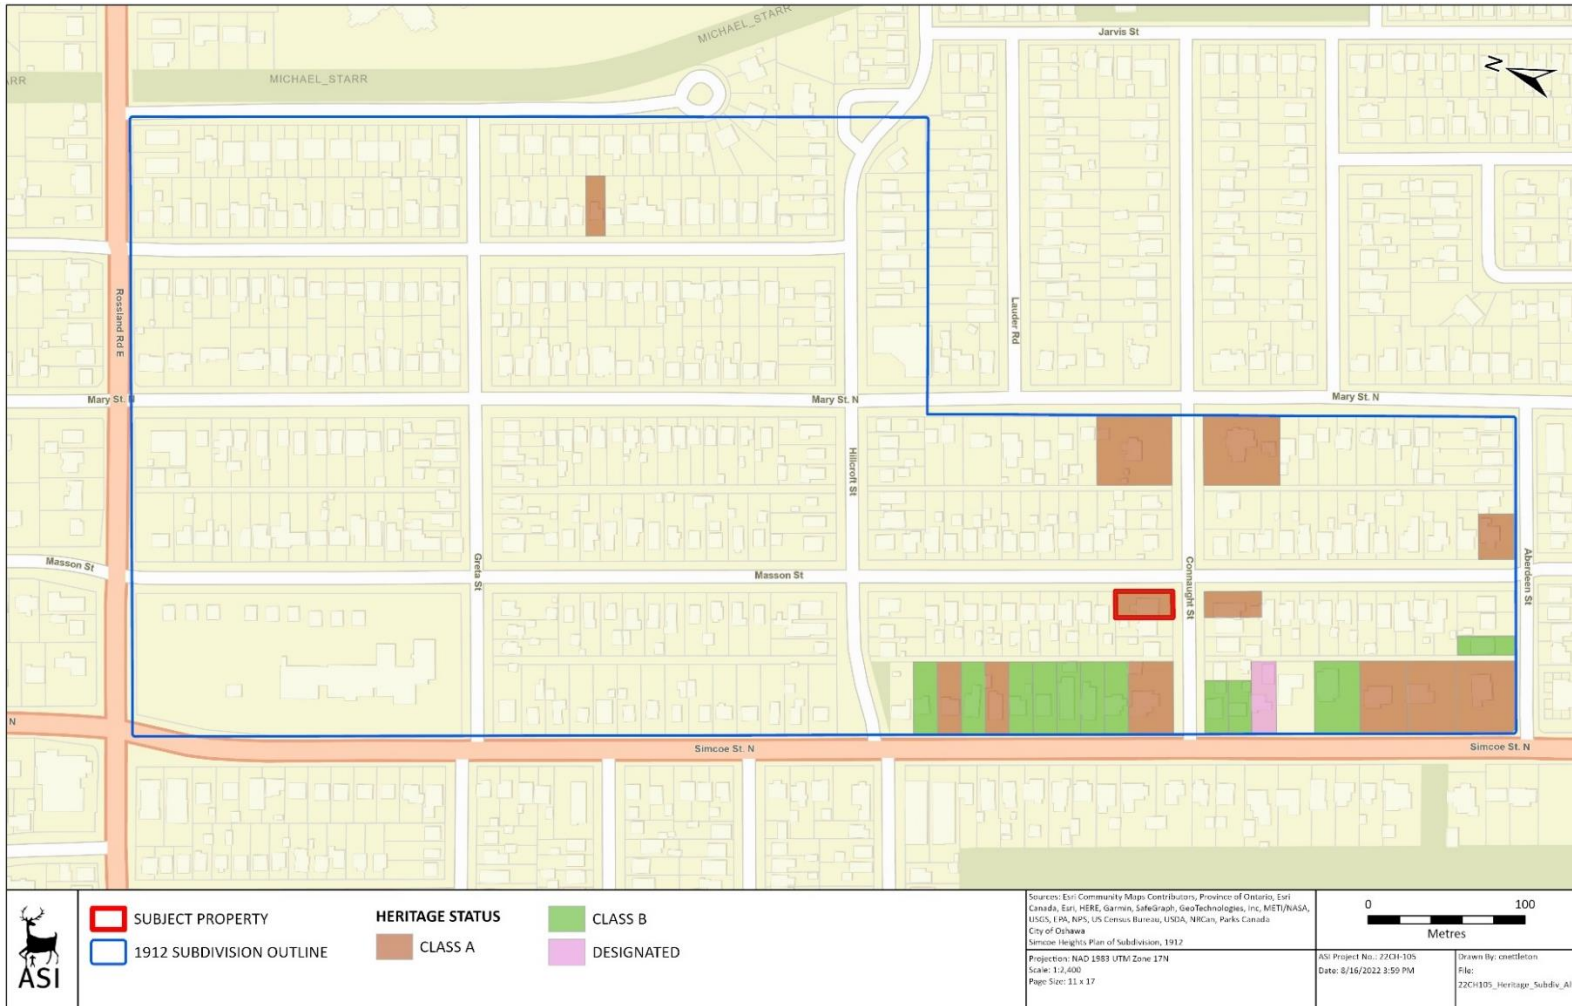 MICHAEL_STARR
Jarvis St
ARR
MICHAEL_STARR
N
Rossland Rd E
Lauder Rd
Mary St. N
Mary St. N
Mary St. N
Hillcroft St
Masson St
Greta St
Masson St
Connaught St
Aberdeen St
N
Simcoe St. N
Simcoe St. N
ASI
SUBJECT PROPERTY
1912 SUBDIVISION OUTLINE
HERITAGE STATUS
CLASS A
CLASS B
DESIGNATED
Sources: Esri Community Maps Contributors, Province of Ontario, Esri
Canada, Esri, HERE, Garmin, SafeGraph, GeoTechnologies, Inc, METI/NASA,
USGS, EPA, NPS, US Census Bureau, USDA, NRCan, Parks Canada
City of Oshawa
Simcoe Heights Plan of Subdivision, 1912
Projection: NAD 1983 UTM Zone 17N
Scale: 1:2,400
Page Size: 11 x 17
0 100
Metres
ASI Project No.: 22CH-105
Date: 8/16/2022 3:59 PM
Drawn By: cnettleton
File:
22CH105_Heritage_Subdiv_Al